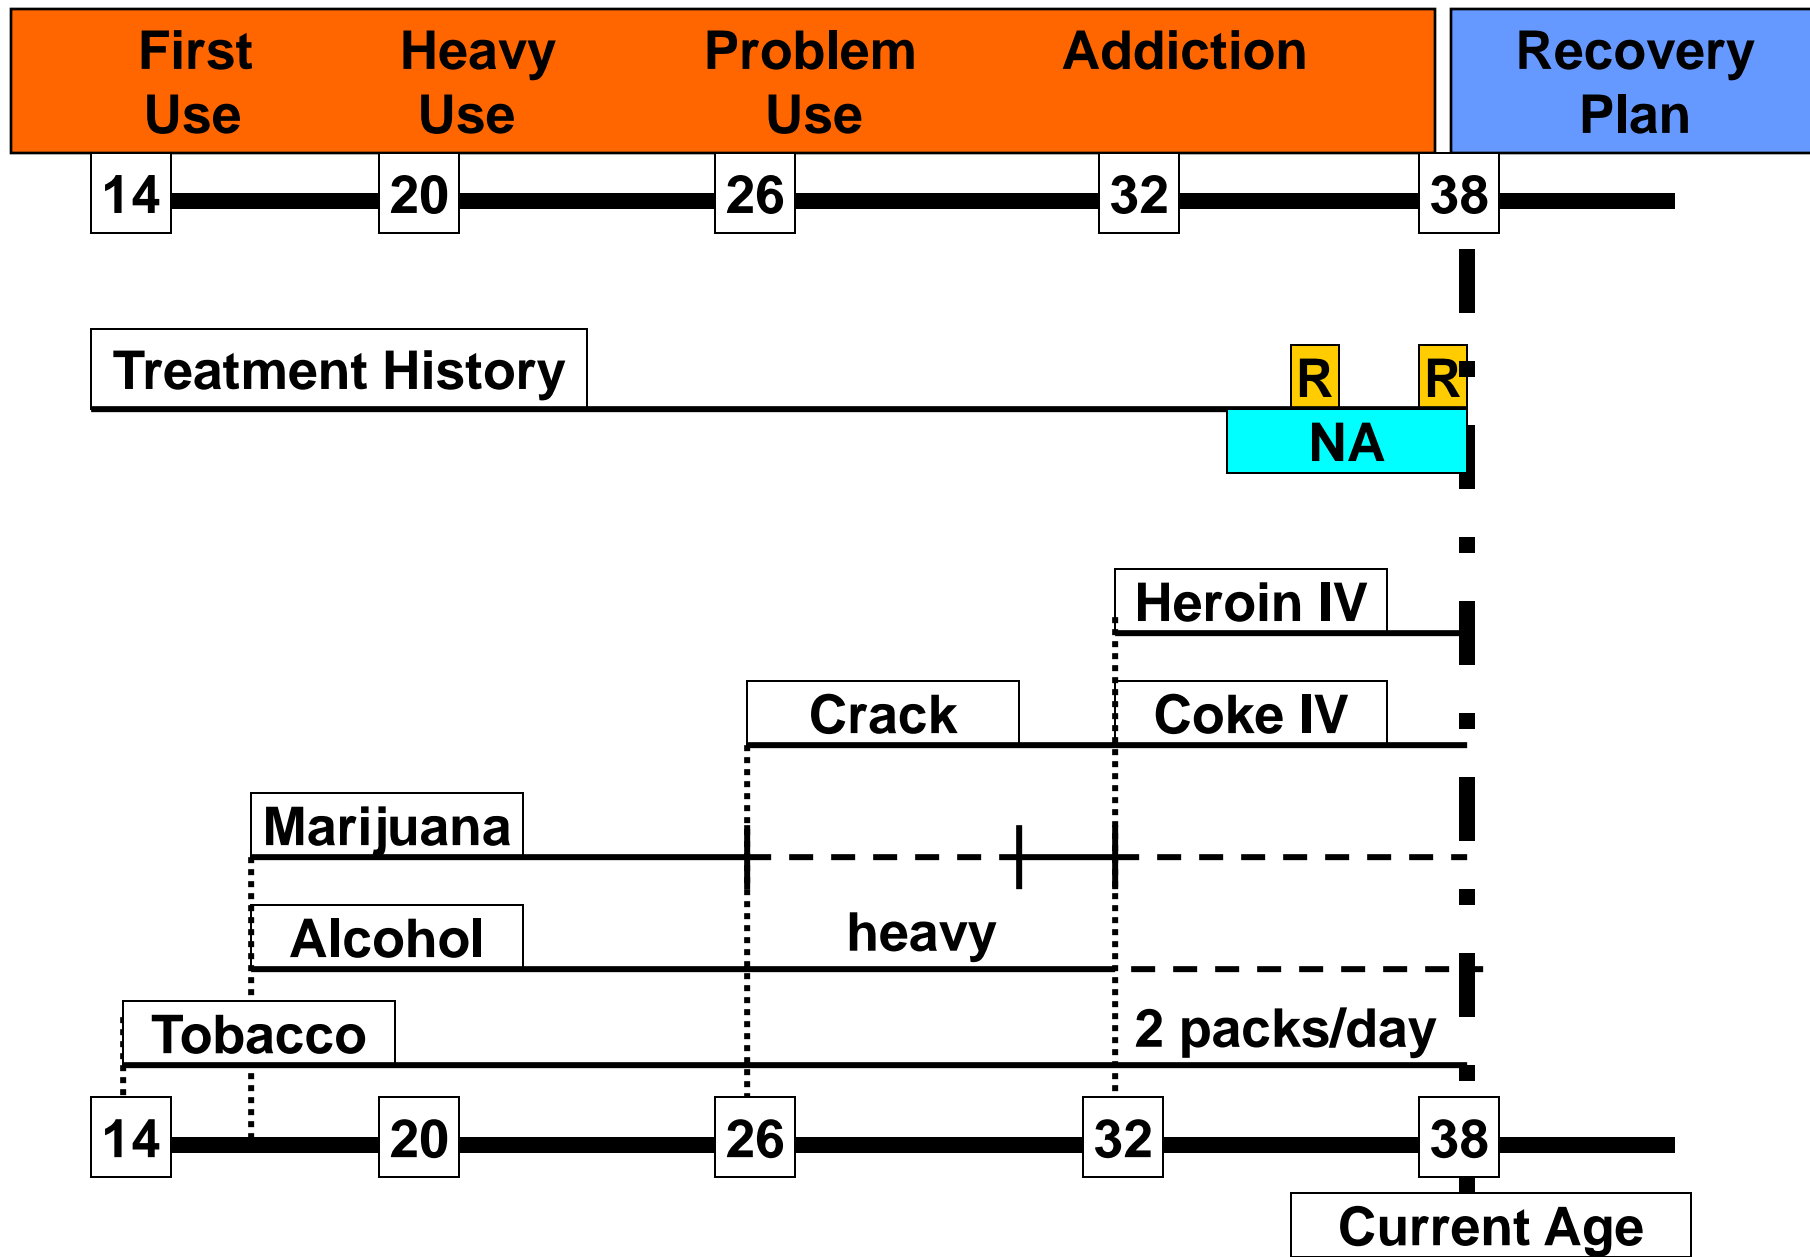 First Heavy Problem Addiction Recovery
Use Use Use Plan
14 20 26 32 38
Treatment History R R
NA
Heroin IV
Crack Coke IV
Marijuana
Alcohol heavy
Tobacco 2 packs/day
14 20 26 32 38
Current Age